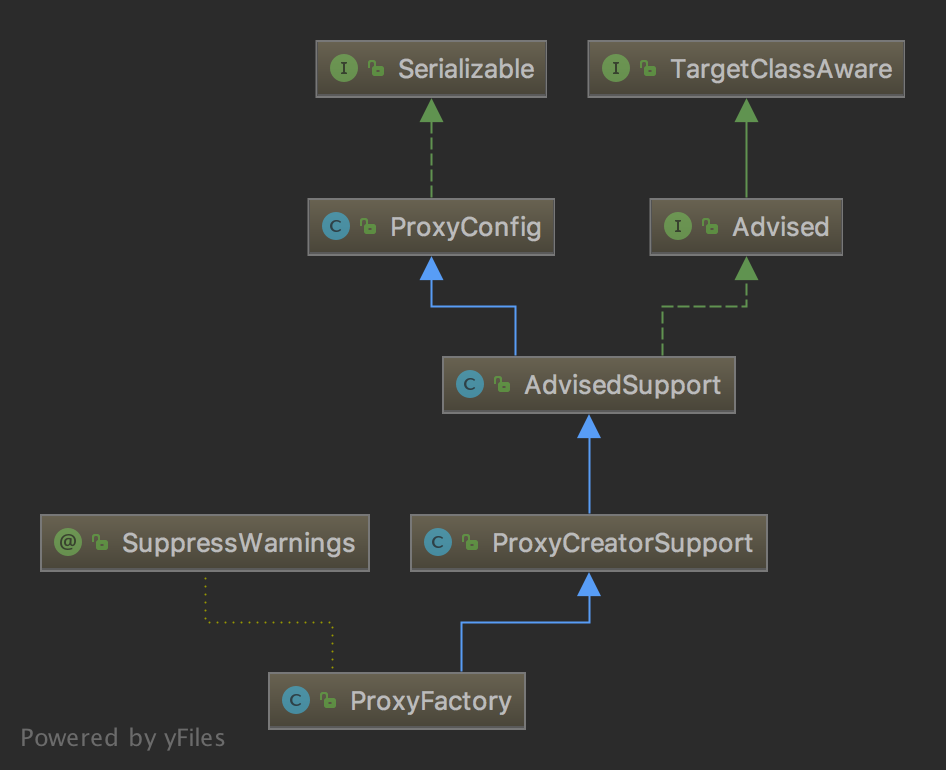 I Serializable
I TargetClassAware
C ProxyConfig
I Advised
C AdvisedSupport
@ SuppressWarnings
C ProxyCreatorSupport
C ProxyFactory
Powered by yFiles